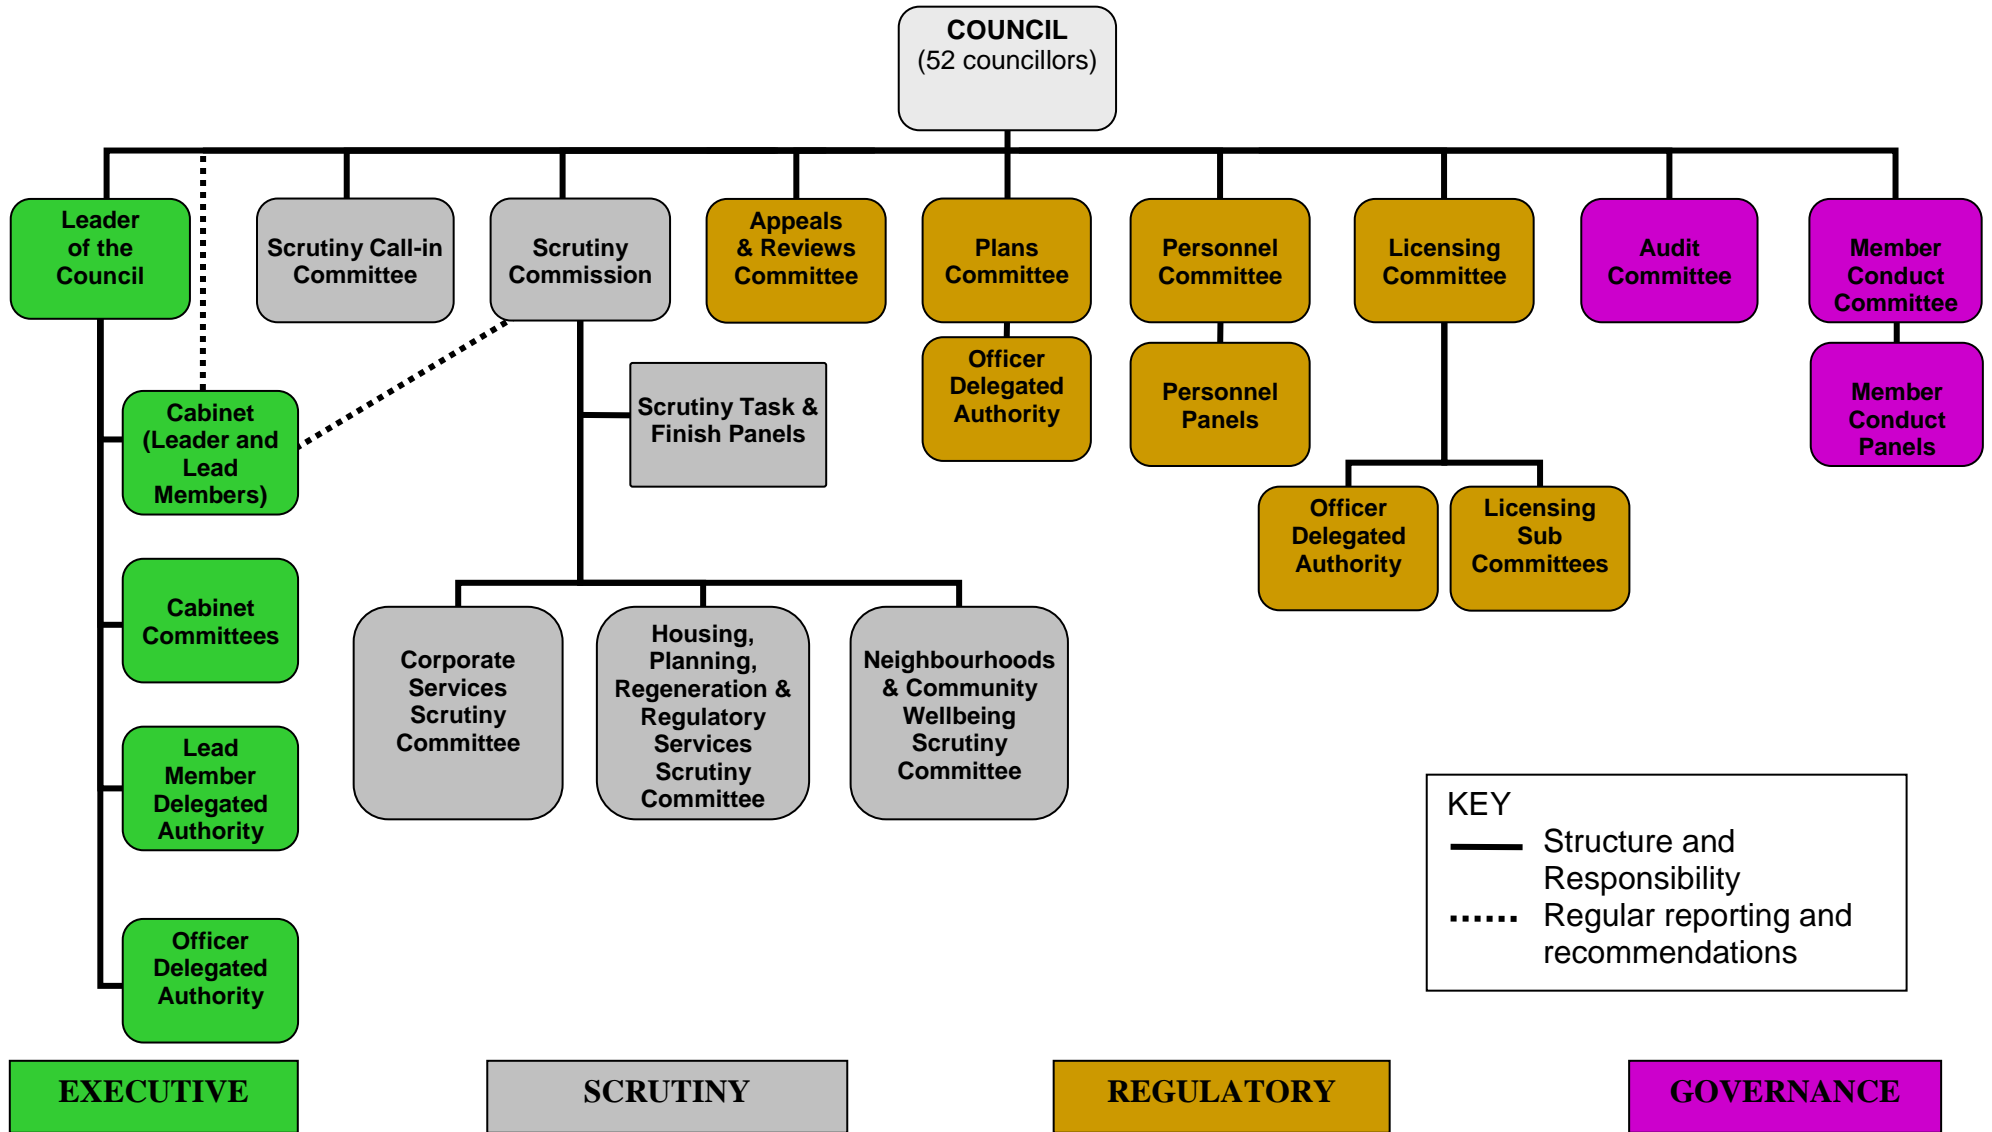 COUNCIL
(52 councillors)
Leader
of the
Council
Scrutiny Call-in
Committee
Scrutiny
Commission
Appeals
& Reviews
Committee
Plans
Committee
Personnel
Committee
Licensing
Committee
Audit
Committee
Member
Conduct
Committee
Officer
Delegated
Authority
Personnel
Panels
Member
Conduct
Panels
Cabinet
(Leader and
Lead
Members)
Scrutiny Task &
Finish Panels
Officer
Delegated
Authority
Licensing
Sub
Committees
Cabinet
Committees
Corporate
Services
Scrutiny
Committee
Housing,
Planning,
Regeneration &
Regulatory
Services
Scrutiny
Committee
Neighbourhoods
& Community
Wellbeing
Scrutiny
Committee
Lead
Member
Delegated
Authority
Officer
Delegated
Authority
KEY
Structure and
Responsibility
Regular reporting and
recommendations
EXECUTIVE
SCRUTINY
REGULATORY
GOVERNANCE